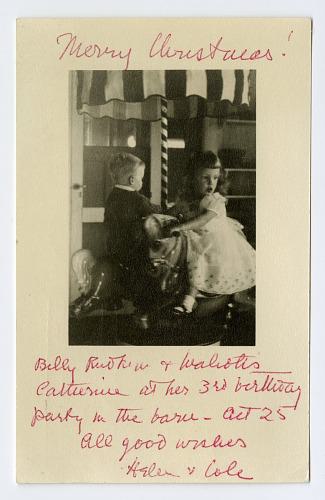 Merry Christmas!
Billy Rudkin &
Catherine at her 3rd birthday
party in the barn - Oct 25
All good wishes
Helen & Cole